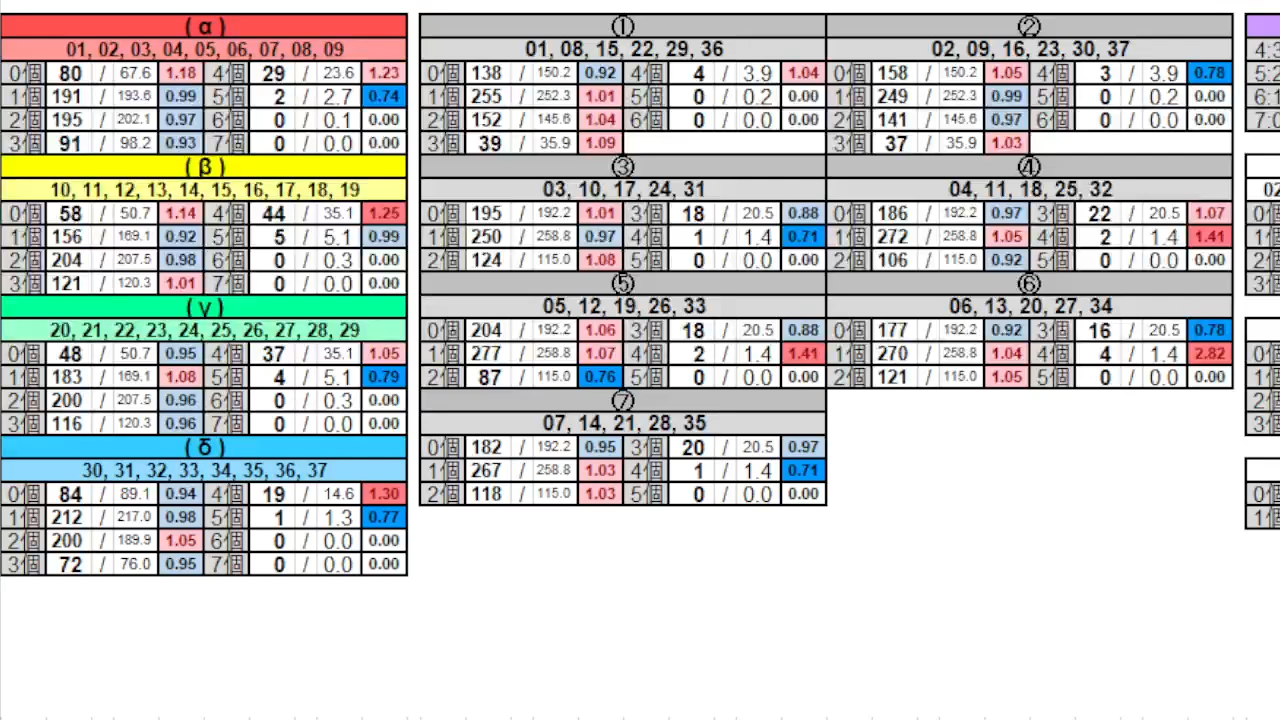 ( α )
01, 02, 03, 04, 05, 06, 07, 08, 09
0個 80 / 67.6 1.18 4個 29 / 23.6 1.23
1個 191 / 193.6 0.99 5個 2 / 2.7 0.74
2個 195 / 202.1 0.97 6個 0 / 0.1 0.00
3個 91 / 98.2 0.93 7個 0 / 0.0 0.00
( β )
10, 11, 12, 13, 14, 15, 16, 17, 18, 19
0個 58 / 50.7 1.14 4個 44 / 35.1 1.25
1個 156 / 169.1 0.92 5個 5 / 5.1 0.99
2個 204 / 207.5 0.98 6個 0 / 0.3 0.00
3個 121 / 120.3 1.01 7個 0 / 0.0 0.00
( γ )
20, 21, 22, 23, 24, 25, 26, 27, 28, 29
0個 48 / 50.7 0.95 4個 37 / 35.1 1.05
1個 183 / 169.1 1.08 5個 4 / 5.1 0.79
2個 200 / 207.5 0.96 6個 0 / 0.3 0.00
3個 116 / 120.3 0.96 7個 0 / 0.0 0.00
( δ )
30, 31, 32, 33, 34, 35, 36, 37
0個 84 / 89.1 0.94 4個 19 / 14.6 1.30
1個 212 / 217.0 0.98 5個 1 / 1.3 0.77
2個 200 / 189.9 1.05 6個 0 / 0.0 0.00
3個 72 / 76.0 0.95 7個 0 / 0.0 0.00
①
01, 08, 15, 22, 29, 36
0個 138 / 150.2 0.92 4個 4 / 3.9 1.04
1個 255 / 252.3 1.01 5個 0 / 0.2 0.00
2個 152 / 145.6 1.04 6個 0 / 0.0 0.00
3個 39 / 35.9 1.09
②
02, 09, 16, 23, 30, 37
0個 158 / 150.2 1.05 4個 3 / 3.9 0.78
1個 249 / 252.3 0.99 5個 0 / 0.2 0.00
2個 141 / 145.6 0.97 6個 0 / 0.0 0.00
3個 37 / 35.9 1.03
③
03, 10, 17, 24, 31
0個 195 / 192.2 1.01 3個 18 / 20.5 0.88
1個 250 / 258.8 0.97 4個 1 / 1.4 0.71
2個 124 / 115.0 1.08 5個 0 / 0.0 0.00
④
04, 11, 18, 25, 32
0個 186 / 192.2 0.97 3個 22 / 20.5 1.07
1個 272 / 258.8 1.05 4個 2 / 1.4 1.41
2個 106 / 115.0 0.92 5個 0 / 0.0 0.00
⑤
05, 12, 19, 26, 33
0個 204 / 192.2 1.06 3個 18 / 20.5 0.88
1個 277 / 258.8 1.07 4個 2 / 1.4 1.41
2個 87 / 115.0 0.76 5個 0 / 0.0 0.00
⑥
06, 13, 20, 27, 34
0個 177 / 192.2 0.92 3個 16 / 20.5 0.78
1個 270 / 258.8 1.04 4個 4 / 1.4 2.82
2個 121 / 115.0 1.05 5個 0 / 0.0 0.00
⑦
07, 14, 21, 28, 35
0個 182 / 192.2 0.95 3個 20 / 20.5 0.97
1個 267 / 258.8 1.03 4個 1 / 1.4 0.71
2個 118 / 115.0 1.03 5個 0 / 0.0 0.00